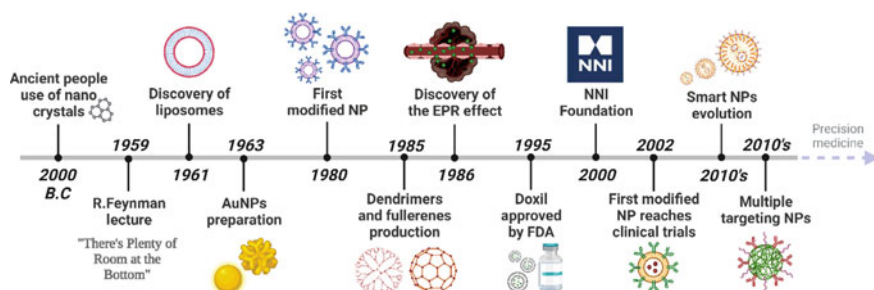 Ancient people
use of nano
crystals
2000
B.C
1959
R.Feynman
lecture
"There's Plenty of
Room at the
Bottom"
Discovery of
liposomes
1961
1963
AuNPs
preparation
First
modified NP
1980
1985
Dendrimers
and fullerenes
production
Discovery of
the EPR effect
1986
1995
Doxil
approved
by FDA
NNI
NNI
Foundation
2000
2002
First modified
NP reaches
clinical trials
Smart NPs
evolution
2010's
2010's
Multiple
targeting NPs
Precision
medicine